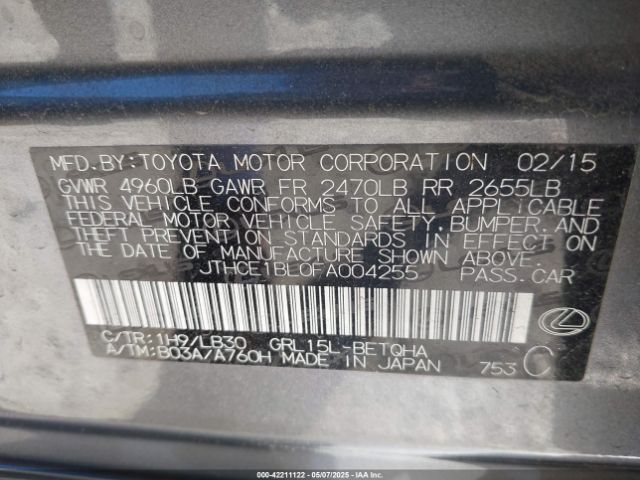 MFD. BY: TOYOTA MOTOR CORPORATION 02/15
GVWR 4960LB GAWR FR 2470LB RR 2655LB
THIS VEHICLE CONFORMS TO ALL APPLICABLE
FEDERAL MOTOR VEHICLE SAFETY, BUMPER, AND
THEFT PREVENTION STANDARDS IN EFFECT ON
THE DATE OF MANUFACTURE SHOWN ABOVE.
JTHCE1BL0FA004255 PASS. CAR
C/TR: 1H9/LB30 GRL15L-BETQHA
A/TM: B03A/A760H MADE IN JAPAN 753 C
000-42211122 | 05/07/2025 | IAAI.COM